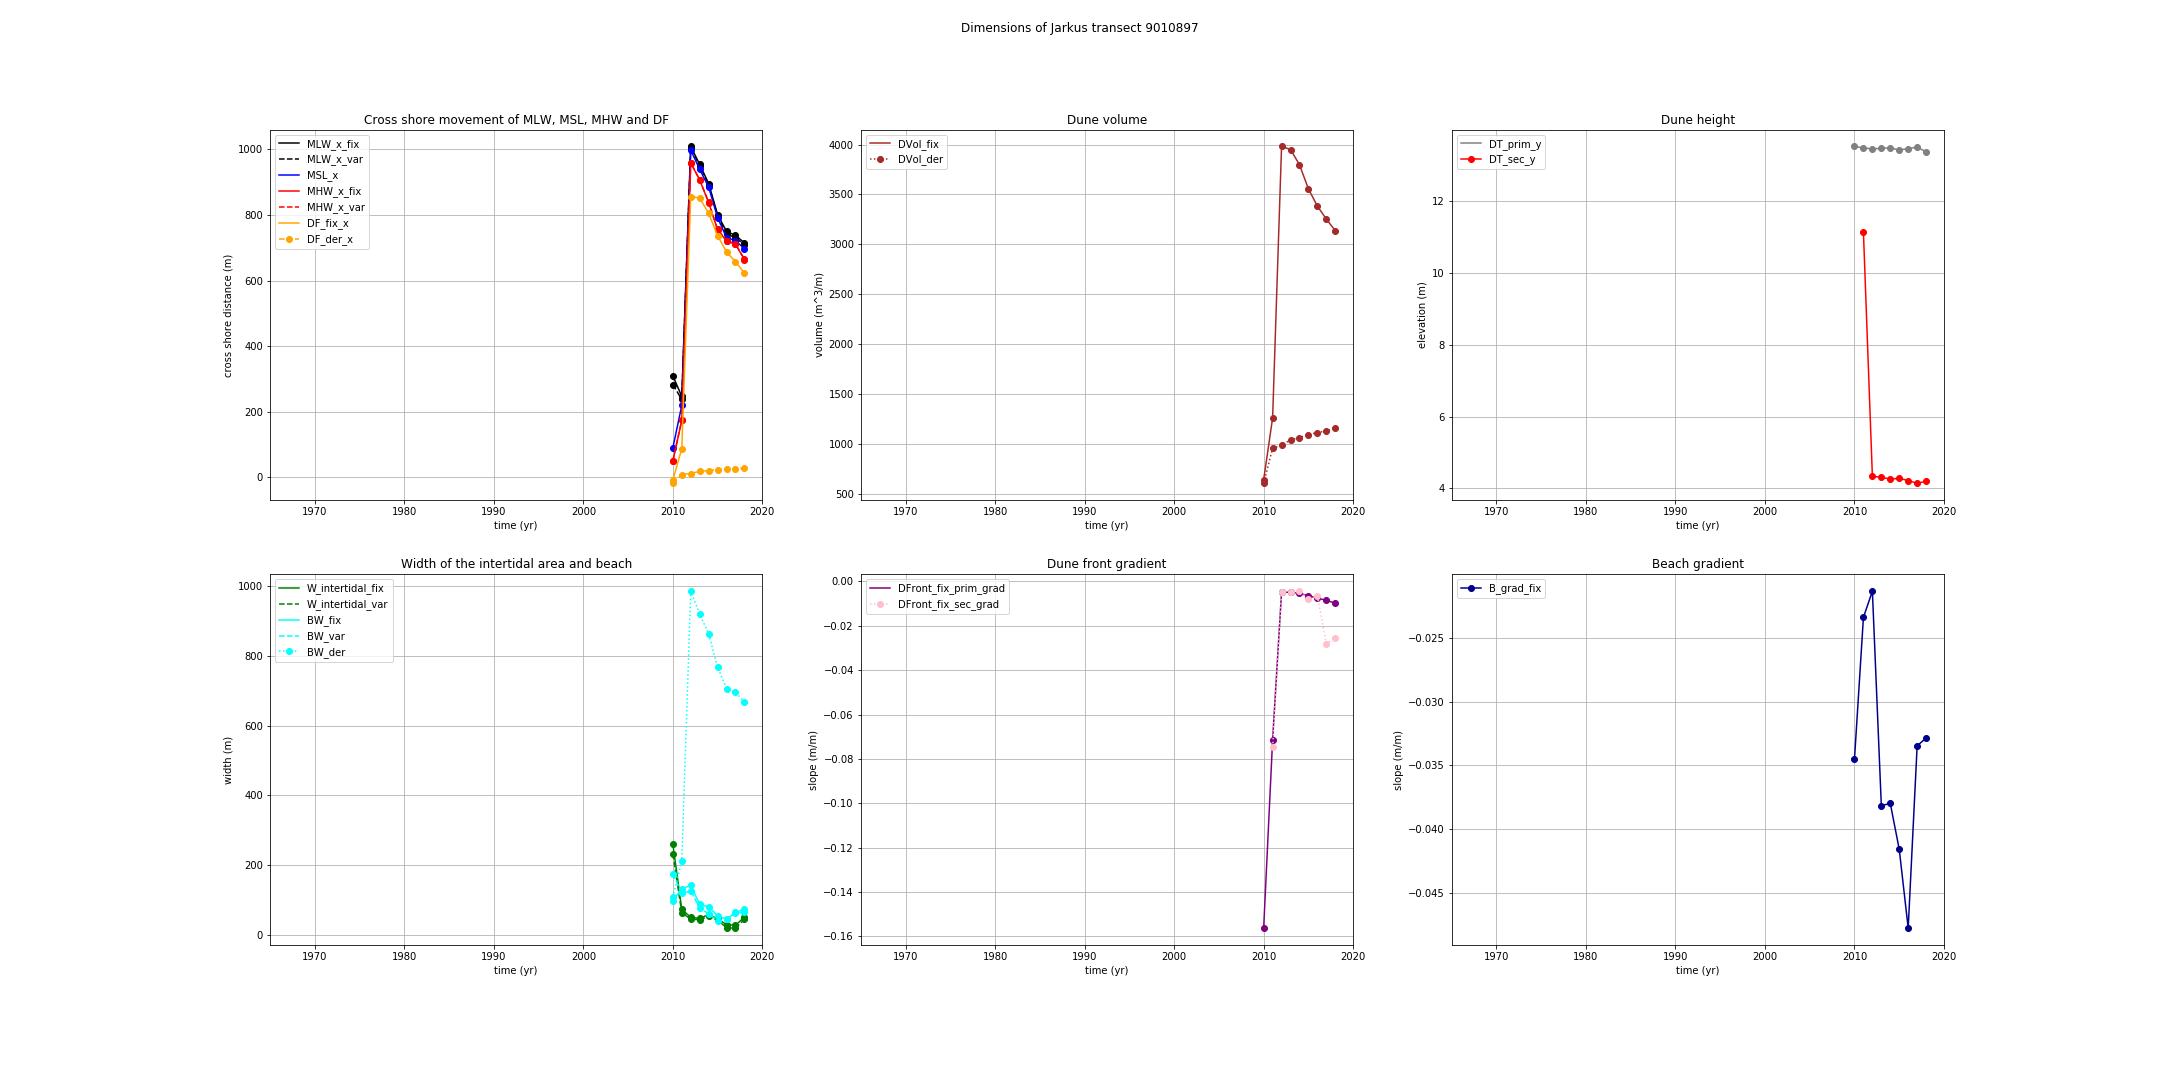 Dimensions of Jarkus transect 9010897
Cross shore movement of MLW, MSL, MHW and DF
MLW_x_fix
MLW_x_var
MSL_x
MHW_x_fix
MHW_x_var
DF_fix_x
DF_der_x
1000
800
600
400
200
0
cross shore distance (m)
1970 1980 1990 2000 2010 2020
time (yr)
Dune volume
DVol_fix
DVol_der
4000
3500
3000
2500
2000
1500
1000
500
volume (m^3/m)
1970 1980 1990 2000 2010 2020
time (yr)
Dune height
DT_prim_y
DT_sec_y
12
10
8
6
4
elevation (m)
1970 1980 1990 2000 2010 2020
time (yr)
Width of the intertidal area and beach
W_intertidal_fix
W_intertidal_var
BW_fix
BW_var
BW_der
1000
800
600
400
200
0
width (m)
1970 1980 1990 2000 2010 2020
time (yr)
Dune front gradient
DFront_fix_prim_grad
DFront_fix_sec_grad
0.00
−0.02
−0.04
−0.06
−0.08
−0.10
−0.12
−0.14
−0.16
slope (m/m)
1970 1980 1990 2000 2010 2020
time (yr)
Beach gradient
B_grad_fix
−0.025
−0.030
−0.035
−0.040
−0.045
slope (m/m)
1970 1980 1990 2000 2010 2020
time (yr)